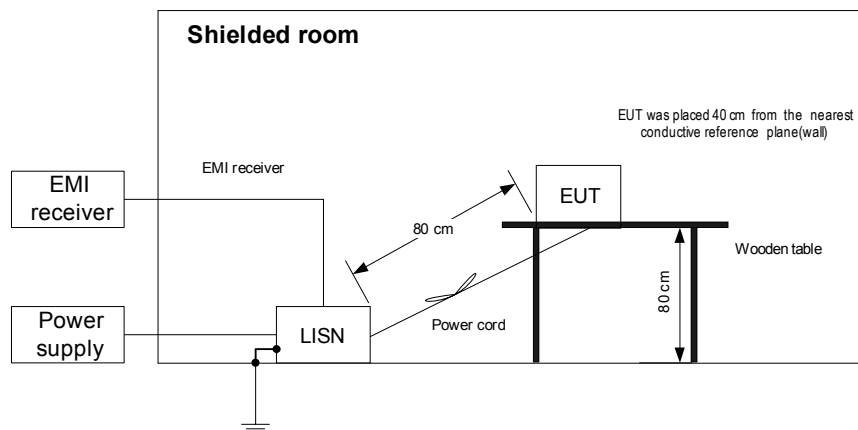 Shielded room
EUT was placed 40 cm from the nearest
conductive reference plane(wall)
EMI receiver
EMI
receiver
EUT
80 cm
Wooden table
80 cm
Power
supply
LISN
Power cord